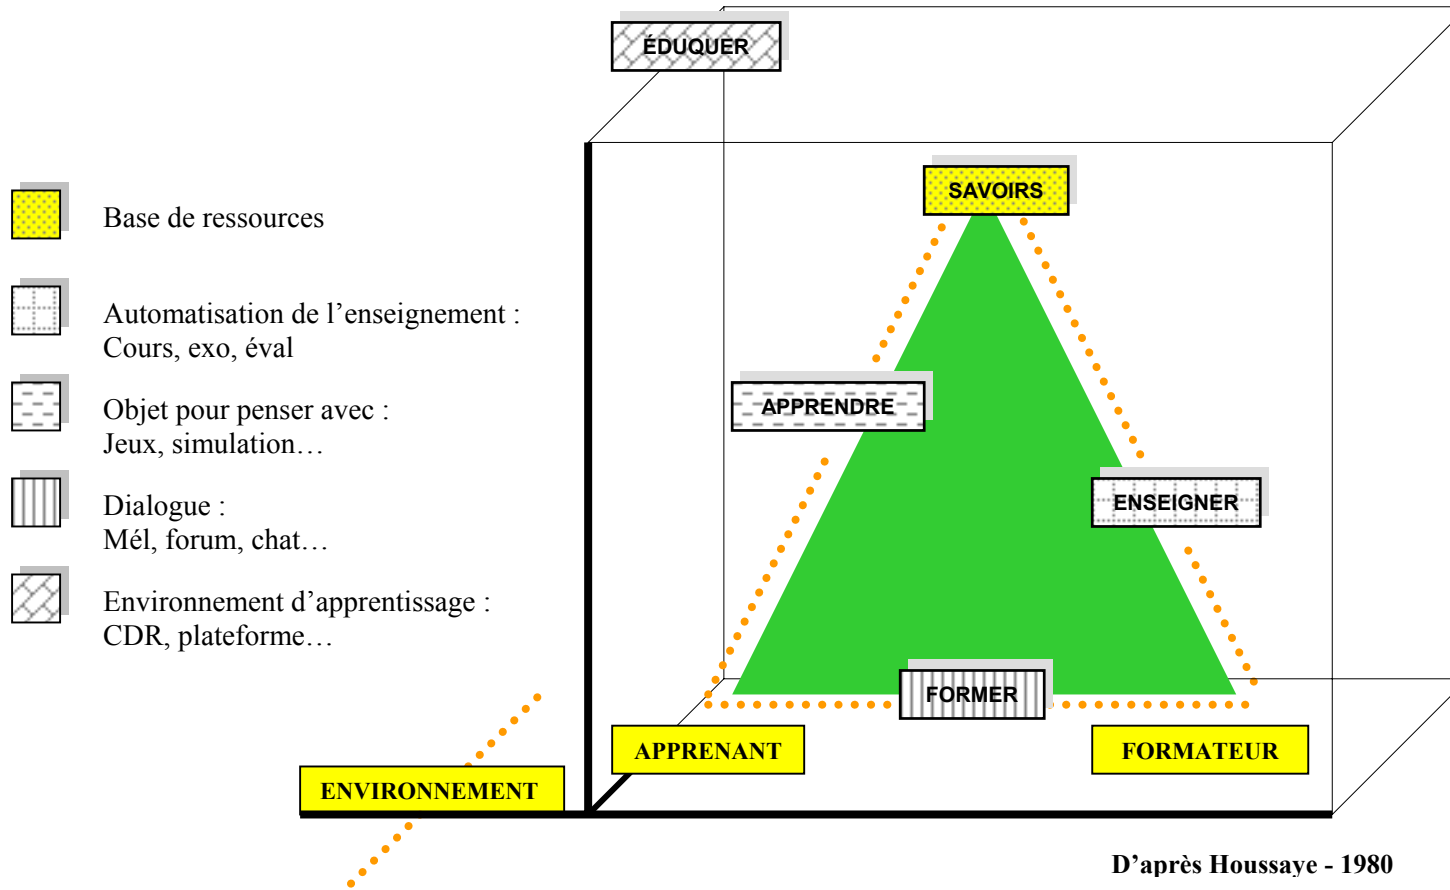 ÉDUQUER
SAVOIRS
Base de ressources
Automatisation de l’enseignement :
Cours, exo, éval
Objet pour penser avec :
Jeux, simulation…
APPRENDRE
ENSEIGNER
Dialogue :
Mél, forum, chat…
Environnement d’apprentissage :
CDR, plateforme…
FORMER
APPRENANT
FORMATEUR
ENVIRONNEMENT
D’après Houssaye - 1980